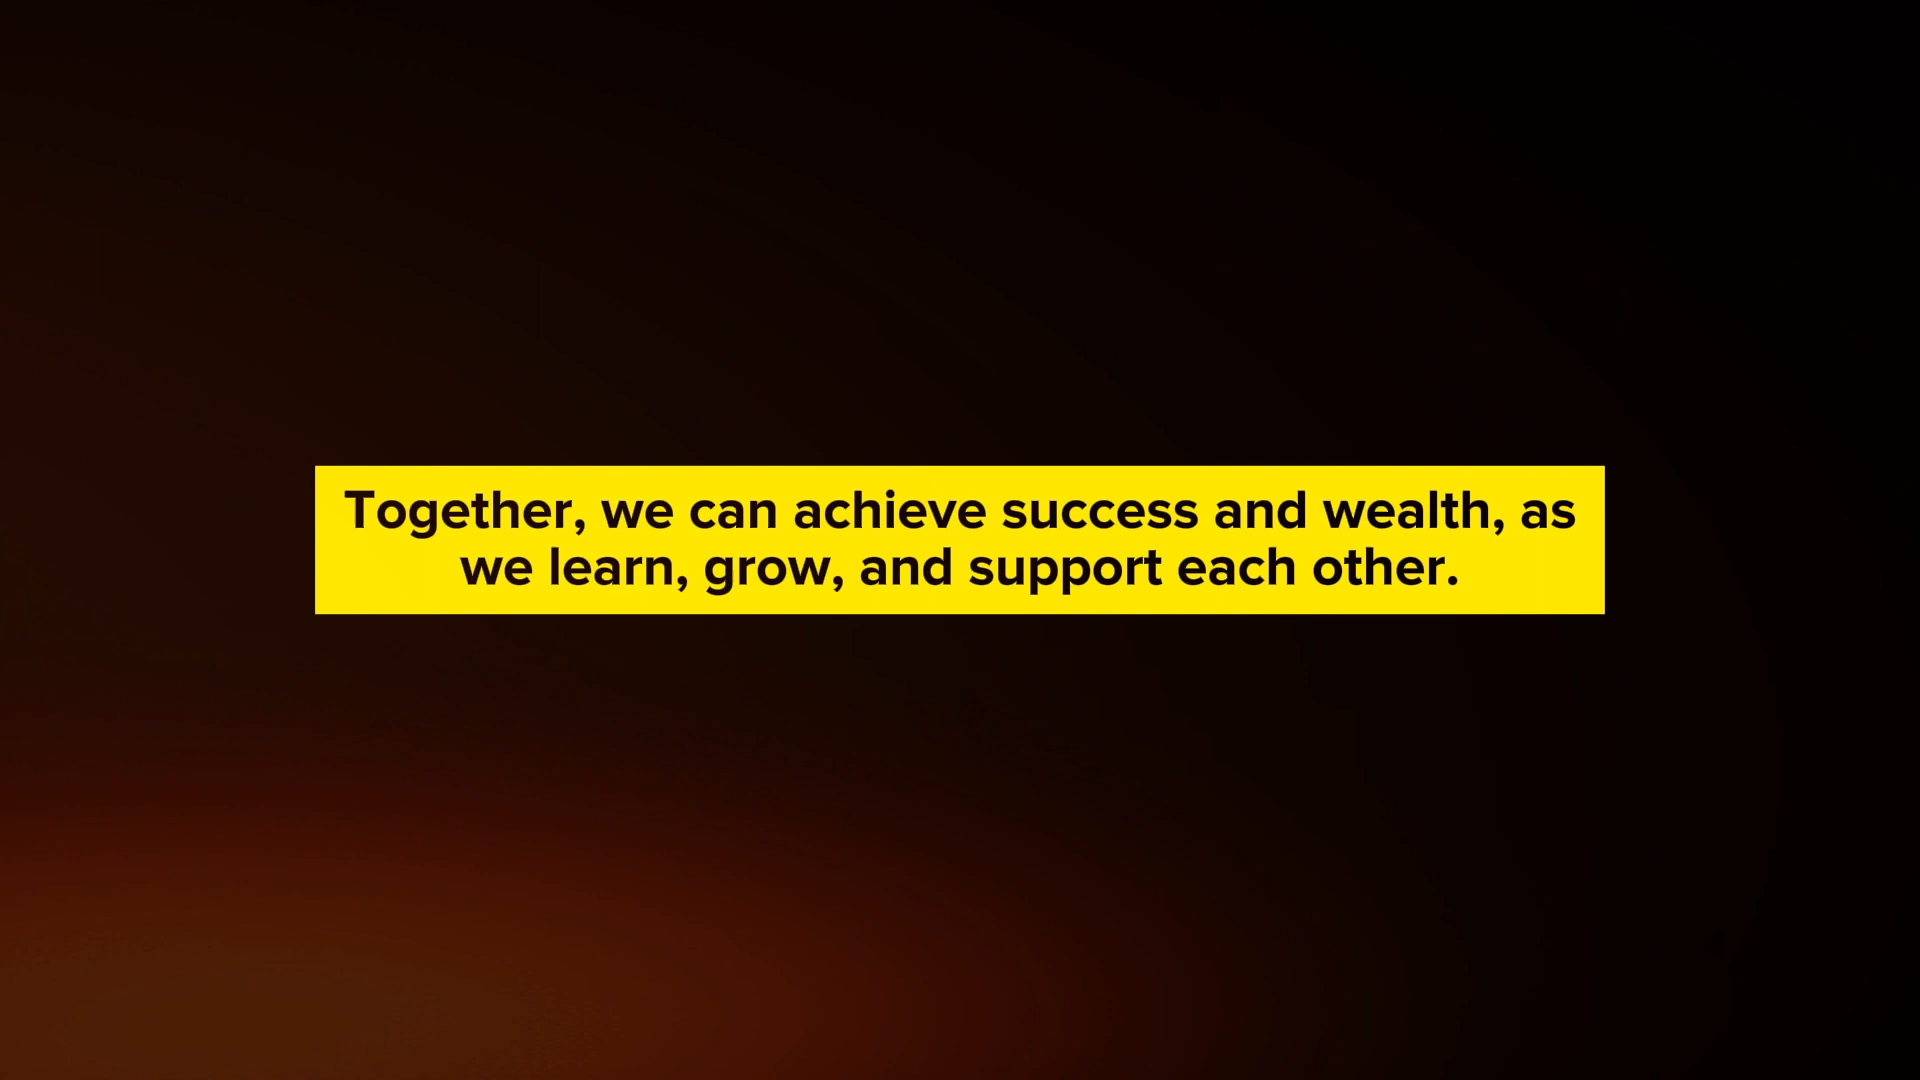 Together, we can achieve success and wealth, as
we learn, grow, and support each other.